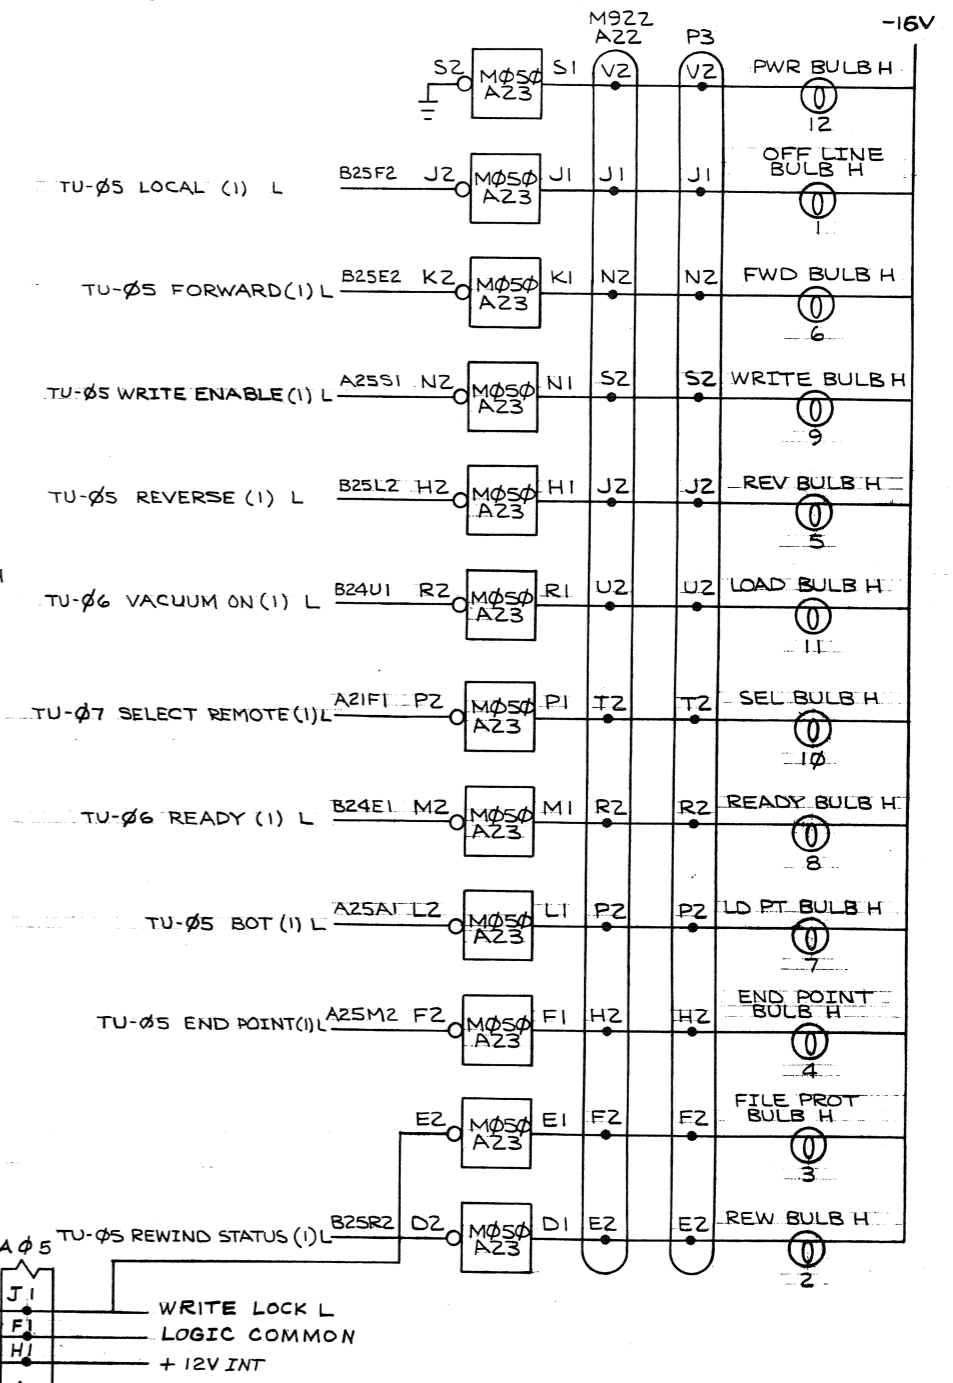 M922
A22
P3
-16V
S2 MØ5Ø A23 S1 V2 V2 PWR BULB H
12
TU-Ø5 LOCAL (1) L B25F2 J2 MØ5Ø A23 J1 J1 J1 OFF LINE BULB H
1
TU-Ø5 FORWARD(1) L B25E2 K2 MØ5Ø A23 K1 N2 N2 FWD BULB H
6
TU-Ø5 WRITE ENABLE(1) L A25S1 N2 MØ5Ø A23 N1 S2 S2 WRITE BULB H
9
TU-Ø5 REVERSE (1) L B25L2 H2 MØ5Ø A23 H1 J2 J2 REV BULB H
5
H
TU-Ø6 VACUUM ON(1) L B24U1 R2 MØ5Ø A23 R1 U2 U2 LOAD BULB H
11
TU-Ø7 SELECT REMOTE(1)L A21F1 P2 MØ5Ø A23 P1 T2 T2 SEL BULB H
1Ø
TU-Ø6 READY (1) L B24E1 M2 MØ5Ø A23 M1 R2 R2 READY BULB H
8
TU-Ø5 BOT (1) L A25A1 L2 MØ5Ø A23 L1 P2 P2 LD PT BULB H
7
TU-Ø5 END POINT(1)L A25M2 F2 MØ5Ø A23 F1 H2 H2 END POINT BULB H
4
E2 MØ5Ø A23 E1 F2 F2 FILE PROT BULB H
3
TU-Ø5 REWIND STATUS (1)L B25R2 D2 MØ5Ø A23 D1 E2 E2 REW BULB H
2
AØ5
J1 WRITE LOCK L
F1 LOGIC COMMON
H1 + 12V INT